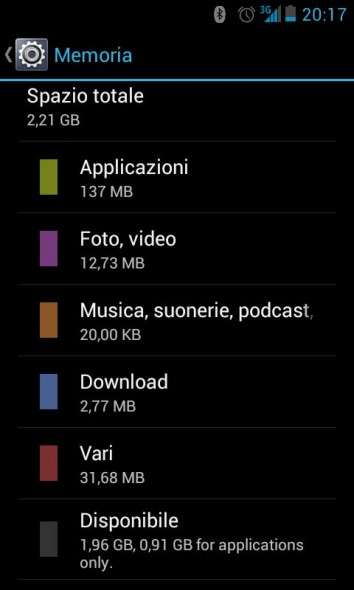 3G 20:17
Memoria
Spazio totale
2,21 GB
Applicazioni
137 MB
Foto, video
12,73 MB
Musica, suonerie, podcast,
20,00 KB
Download
2,77 MB
Vari
31,68 MB
Disponibile
1,96 GB, 0,91 GB for applications
only.